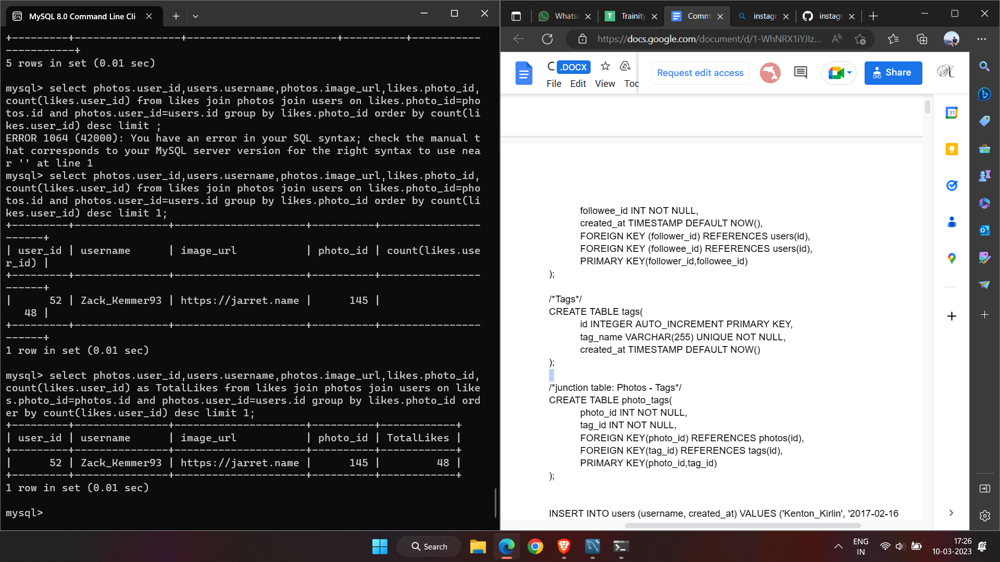 MySQL 8.0 Command Line Cli
+---------+-----------------+------------------------+----------+-----------
-----------+
5 rows in set (0.01 sec)
mysql> select photos.user_id,users.username,photos.image_url,likes.photo_id,
count(likes.user_id) from likes join photos join users on likes.photo_id=pho
tos.id and photos.user_id=users.id group by likes.photo_id order by count(li
kes.user_id) desc limit ;
ERROR 1064 (42000): You have an error in your SQL syntax; check the manual t
hat corresponds to your MySQL server version for the right syntax to use nea
r '' at line 1
mysql> select photos.user_id,users.username,photos.image_url,likes.photo_id,
count(likes.user_id) from likes join photos join users on likes.photo_id=pho
tos.id and photos.user_id=users.id group by likes.photo_id order by count(li
kes.user_id) desc limit 1;
+---------+---------------+---------------------+----------+----------------
------+
| user_id | username      | image_url           | photo_id | count(likes.use
r_id) |
+---------+---------------+---------------------+----------+----------------
------+
|      52 | Zack_Kemmer93 | https://jarret.name |      145 |
   48 |
+---------+---------------+---------------------+----------+----------------
------+
1 row in set (0.01 sec)
mysql> select photos.user_id,users.username,photos.image_url,likes.photo_id,
count(likes.user_id) as TotalLikes from likes join photos join users on like
s.photo_id=photos.id and photos.user_id=users.id group by likes.photo_id ord
er by count(likes.user_id) desc limit 1;
+---------+---------------+---------------------+----------+------------+
| user_id | username      | image_url           | photo_id | TotalLikes |
+---------+---------------+---------------------+----------+------------+
|      52 | Zack_Kemmer93 | https://jarret.name |      145 |         48 |
+---------+---------------+---------------------+----------+------------+
1 row in set (0.01 sec)
mysql>
WhatsA Trainity Comm instagr instagr
https://docs.google.com/document/d/1-WhNRX1iYJIz...
C .DOCX
File Edit View Too
Request edit access
Share
31
followee_id INT NOT NULL,
created_at TIMESTAMP DEFAULT NOW(),
FOREIGN KEY (follower_id) REFERENCES users(id),
FOREIGN KEY (followee_id) REFERENCES users(id),
PRIMARY KEY(follower_id,followee_id)
);
/*Tags*/
CREATE TABLE tags(
id INTEGER AUTO_INCREMENT PRIMARY KEY,
tag_name VARCHAR(255) UNIQUE NOT NULL,
created_at TIMESTAMP DEFAULT NOW()
);
/*junction table: Photos - Tags*/
CREATE TABLE photo_tags(
photo_id INT NOT NULL,
tag_id INT NOT NULL,
FOREIGN KEY(photo_id) REFERENCES photos(id),
FOREIGN KEY(tag_id) REFERENCES tags(id),
PRIMARY KEY(photo_id,tag_id)
);
INSERT INTO users (username, created_at) VALUES ('Kenton_Kirlin', '2017-02-16
Search
ENG
IN
17:26
10-03-2023